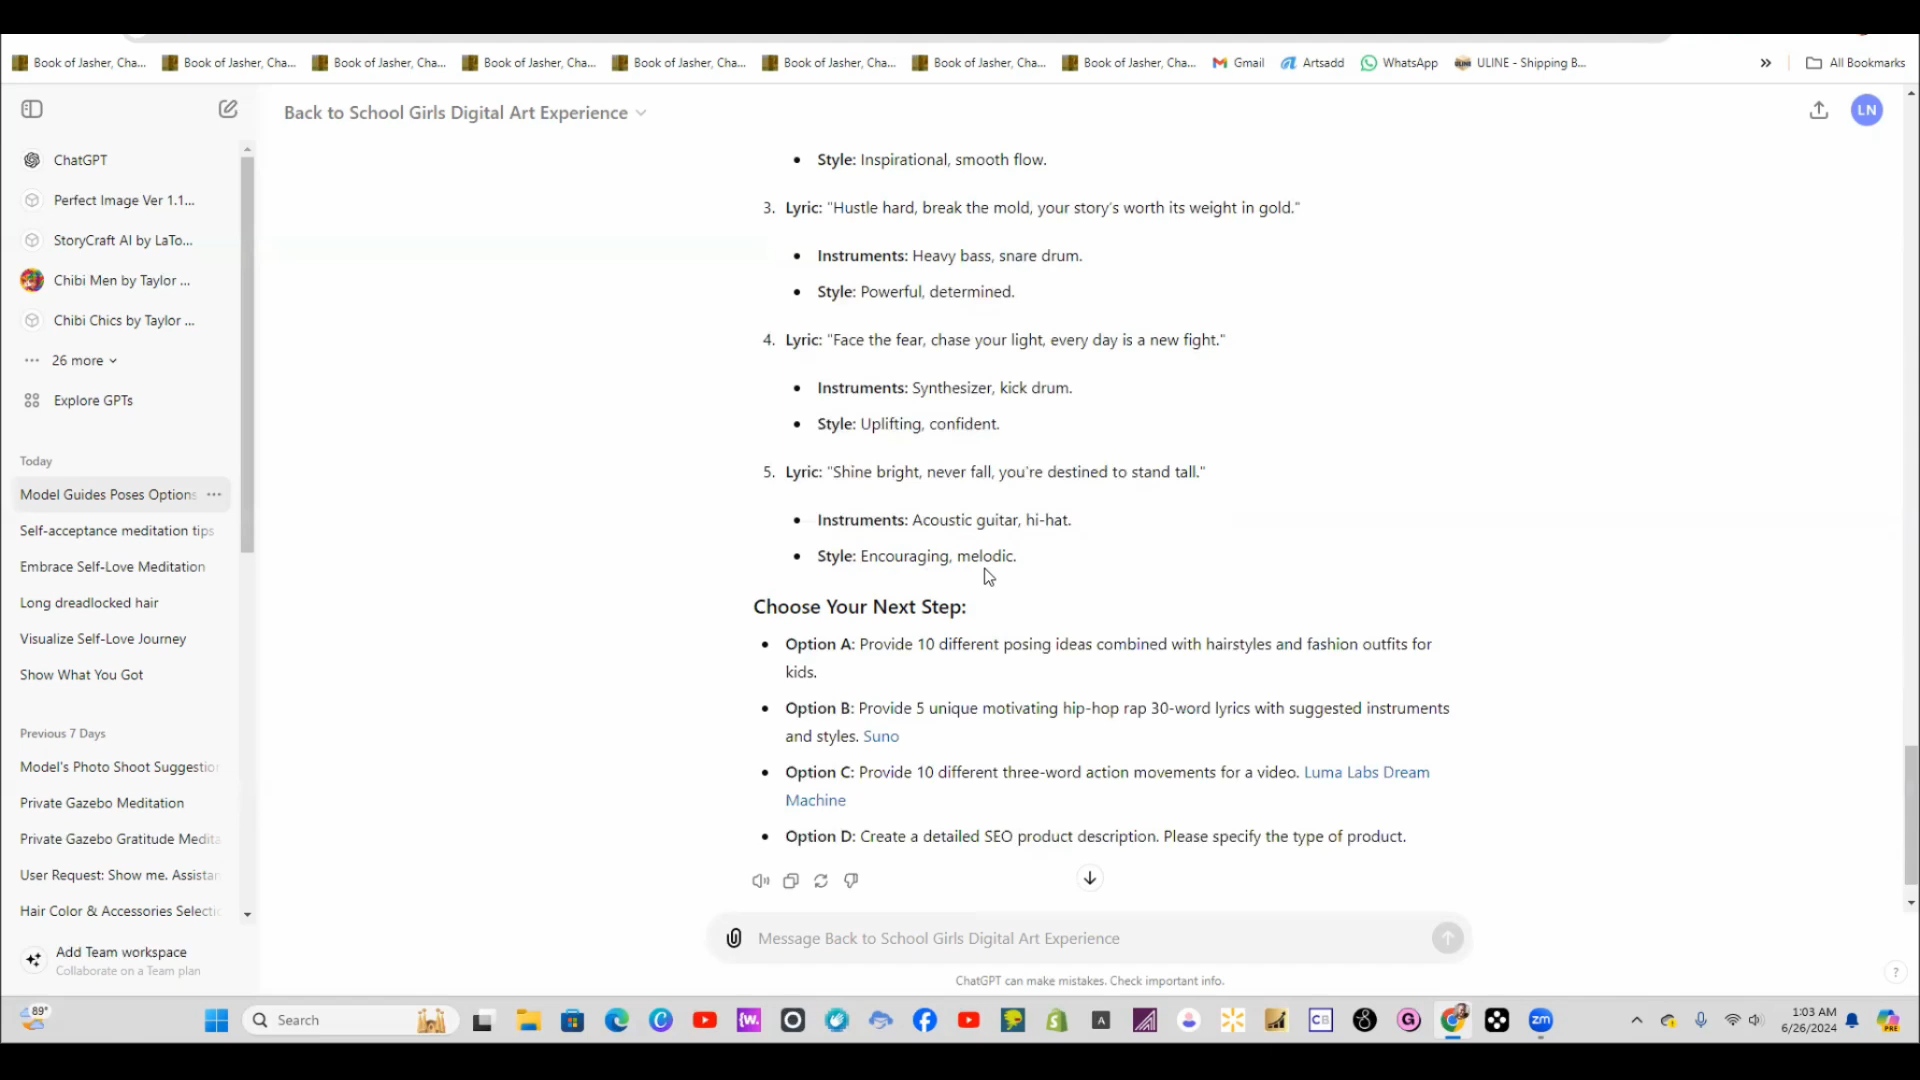 Book of Jasher, Cha... Book of Jasher, Cha... Book of Jasher, Cha... Book of Jasher, Cha... Book of Jasher, Cha... Book of Jasher, Cha... Book of Jasher, Cha... Book of Jasher, Cha... Gmail Artsadd WhatsApp ULINE - Shipping B... » All Bookmarks
Back to School Girls Digital Art Experience
LN
ChatGPT
Perfect Image Ver 1.1...
StoryCraft AI by LaTo...
Chibi Men by Taylor ...
Chibi Chics by Taylor ...
26 more
Explore GPTs
Today
Model Guides Poses Options
Self-acceptance meditation tips
Embrace Self-Love Meditation
Long dreadlocked hair
Visualize Self-Love Journey
Show What You Got
Previous 7 Days
Model's Photo Shoot Suggestion
Private Gazebo Meditation
Private Gazebo Gratitude Medita
User Request: Show me. Assistan
Hair Color & Accessories Selectio
Add Team workspace
Collaborate on a Team plan
• Style: Inspirational, smooth flow.
3. Lyric: "Hustle hard, break the mold, your story's worth its weight in gold."
• Instruments: Heavy bass, snare drum.
• Style: Powerful, determined.
4. Lyric: "Face the fear, chase your light, every day is a new fight."
• Instruments: Synthesizer, kick drum.
• Style: Uplifting, confident.
5. Lyric: "Shine bright, never fall, you're destined to stand tall."
• Instruments: Acoustic guitar, hi-hat.
• Style: Encouraging, melodic.
Choose Your Next Step:
• Option A: Provide 10 different posing ideas combined with hairstyles and fashion outfits for
kids.
• Option B: Provide 5 unique motivating hip-hop rap 30-word lyrics with suggested instruments
and styles. Suno
• Option C: Provide 10 different three-word action movements for a video. Luma Labs Dream
Machine
• Option D: Create a detailed SEO product description. Please specify the type of product.
Message Back to School Girls Digital Art Experience
ChatGPT can make mistakes. Check important info.
?
89°
Search
{w.
A
CB
G
zm
1:03 AM
6/26/2024
PRE